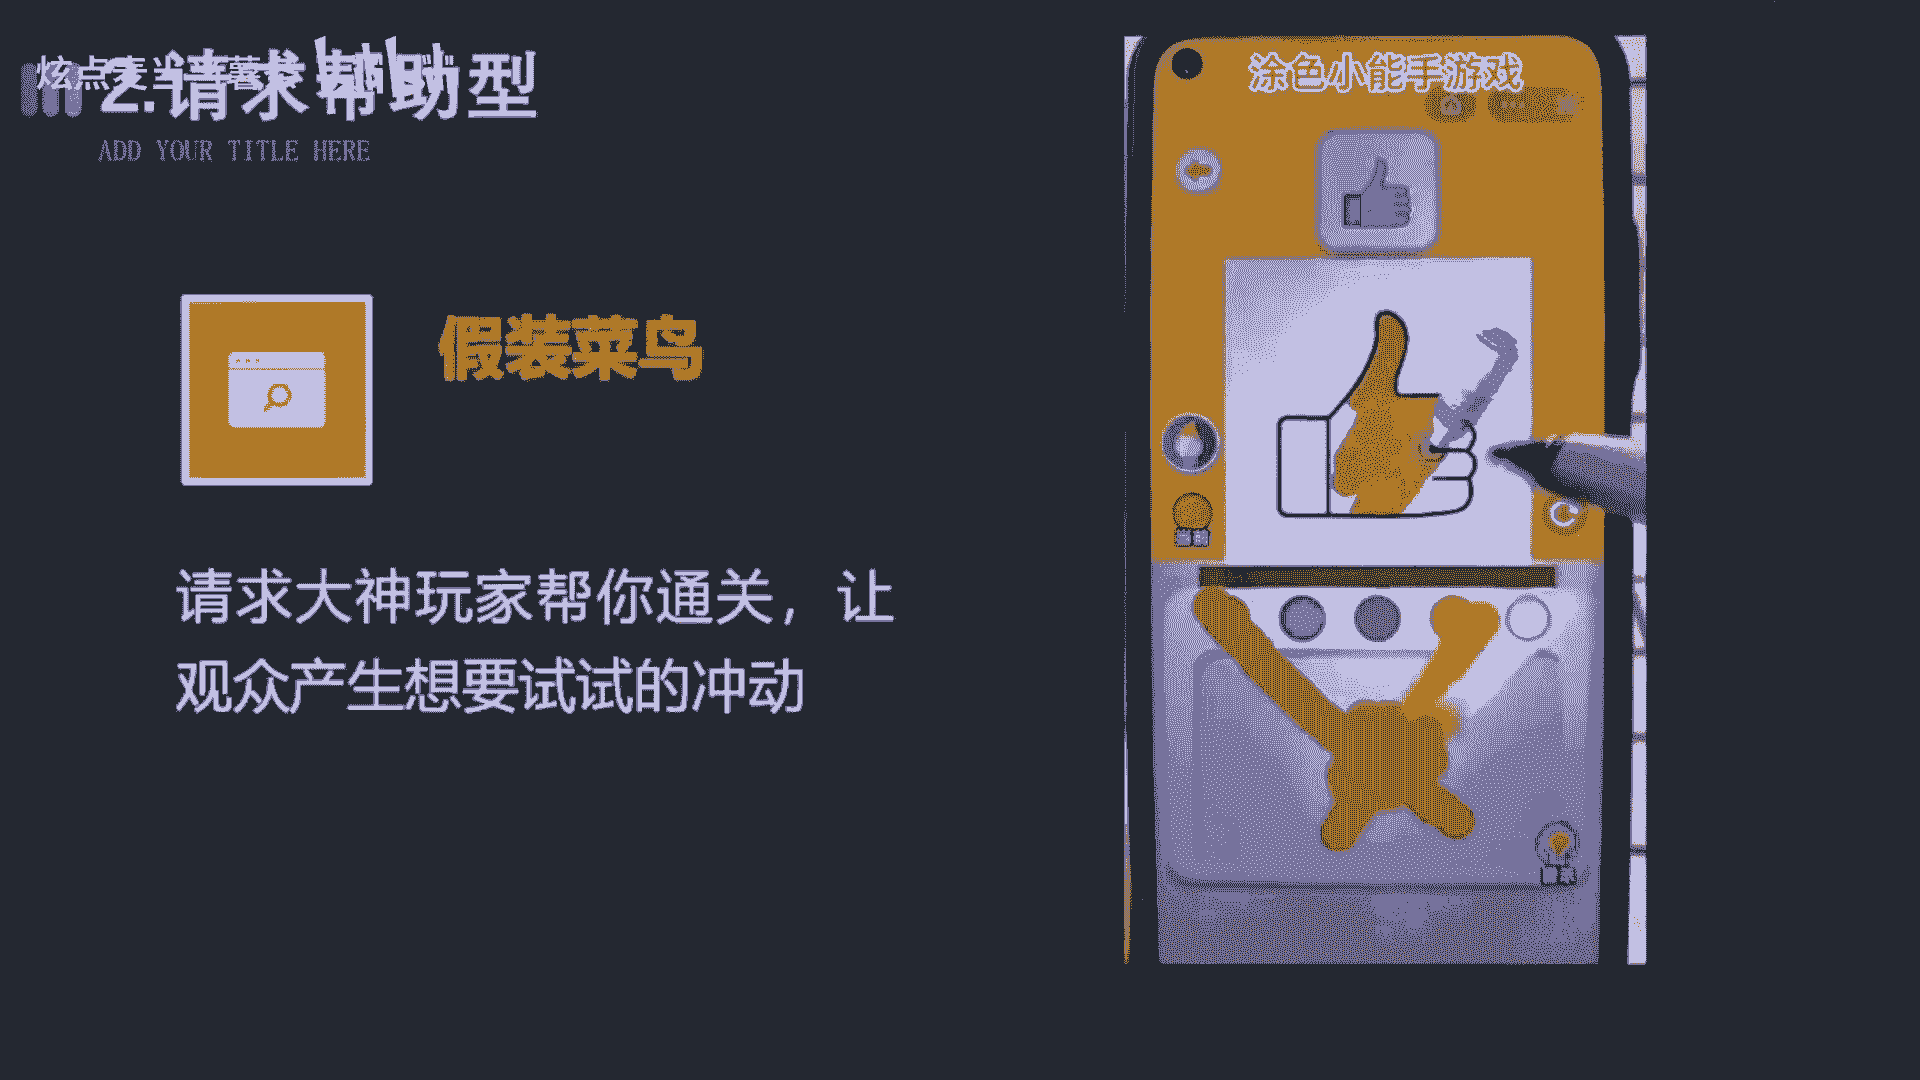 2.请求帮助型
ADD YOUR TITLE HERE
假装菜鸟
请求大神玩家帮你通关，让
观众产生想要试试的冲动
涂色小能手游戏